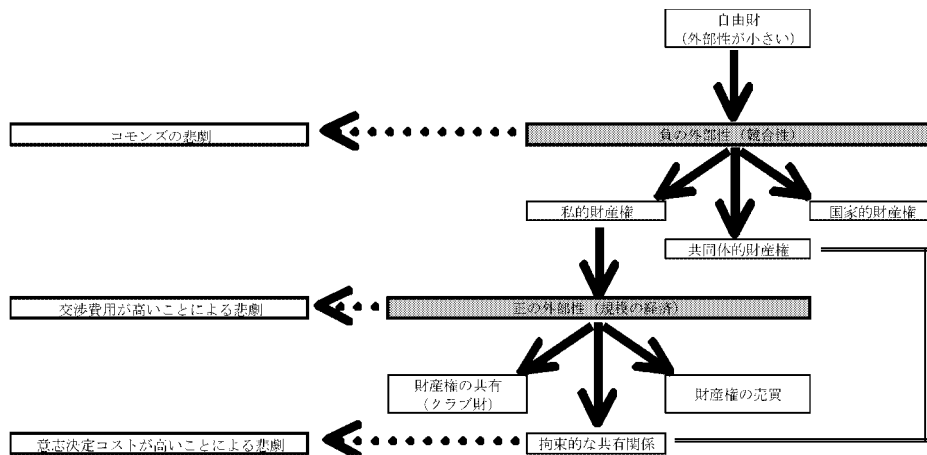 自由財
（外部性が小さい）
コモンズの悲劇
負の外部性（競合性）
私的財産権
国家的財産権
共同体的財産権
交渉費用が高いことによる悲劇
正の外部性（規模の経済）
財産権の共有
（クラブ財）
財産権の売買
意志決定コストが高いことによる悲劇
拘束的な共有関係